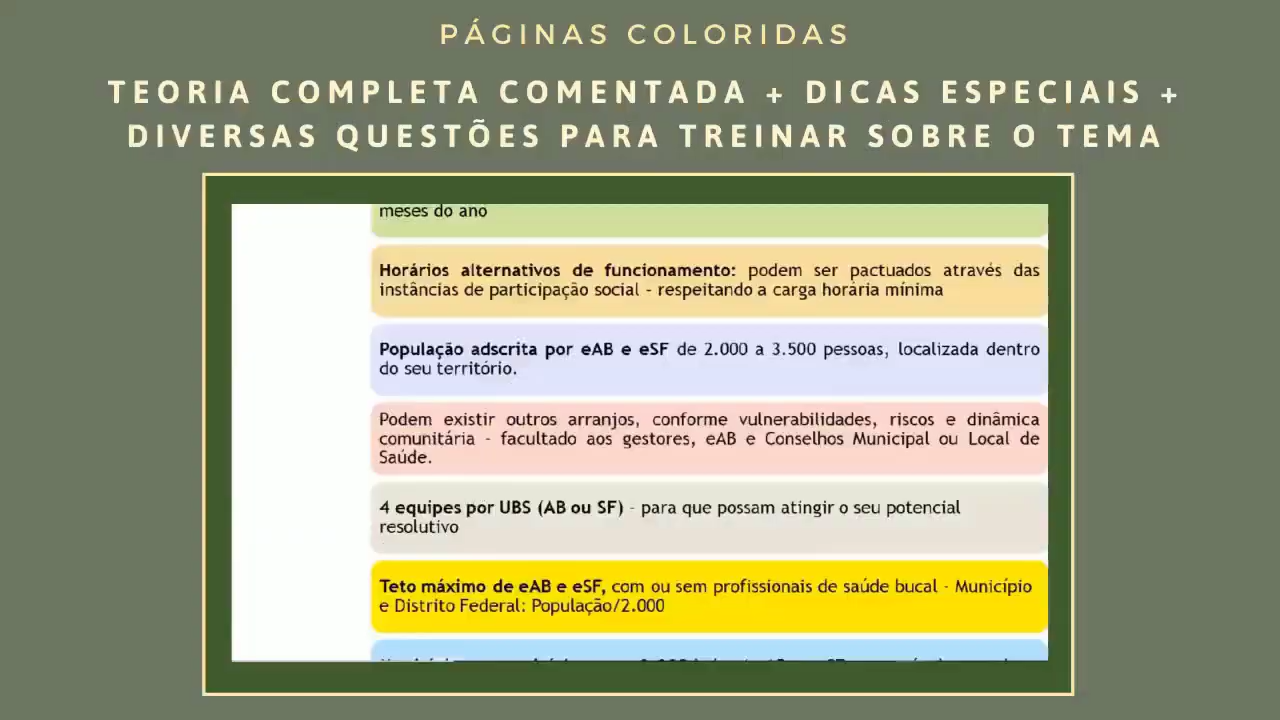 PÁGINAS COLORIDAS
TEORIA COMPLETA COMENTADA + DICAS ESPECIAIS +
DIVERSAS QUESTÕES PARA TREINAR SOBRE O TEMA
meses do ano
Horários alternativos de funcionamento: podem ser pactuados através das
instâncias de participação social - respeitando a carga horária mínima
População adscrita por eAB e eSF de 2.000 a 3.500 pessoas, localizada dentro
do seu território.
Podem existir outros arranjos, conforme vulnerabilidades, riscos e dinâmica
comunitária - facultado aos gestores, eAB e Conselhos Municipal ou Local de
Saúde.
4 equipes por UBS (AB ou SF) - para que possam atingir o seu potencial
resolutivo
Teto máximo de eAB e eSF, com ou sem profissionais de saúde bucal - Município
e Distrito Federal: População/2.000